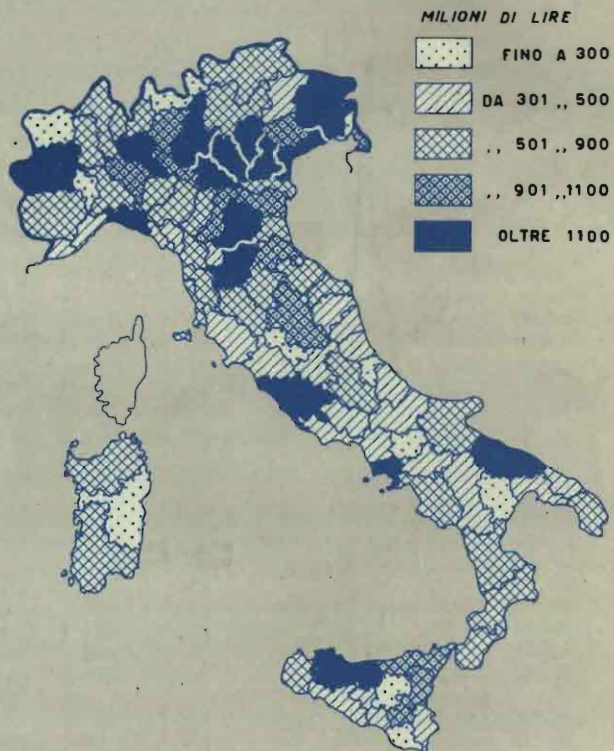 MILIONI DI LIRE
FINO A 300
DA 301 ,, 500
,, 501 ,, 900
,, 901 ,, 1100
OLTRE 1100